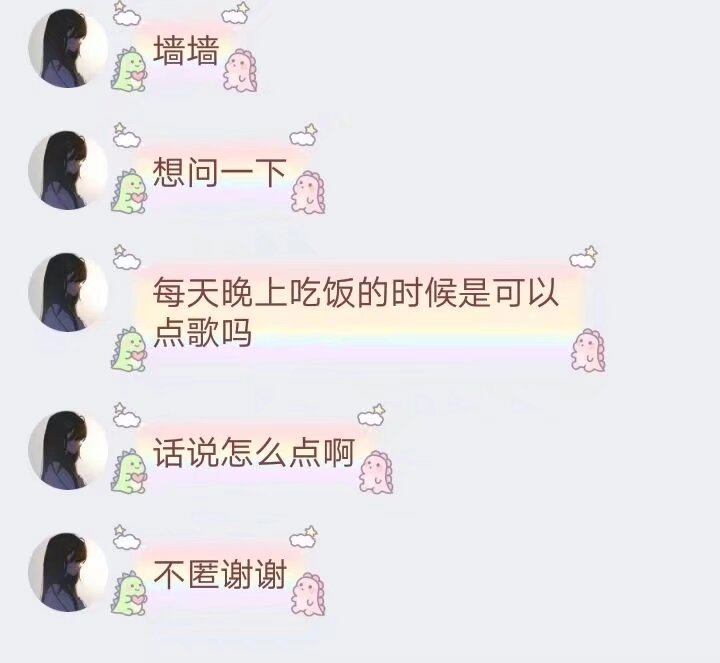 墙墙
想问一下
每天晚上吃饭的时候是可以
点歌吗
话说怎么点啊
不匿谢谢